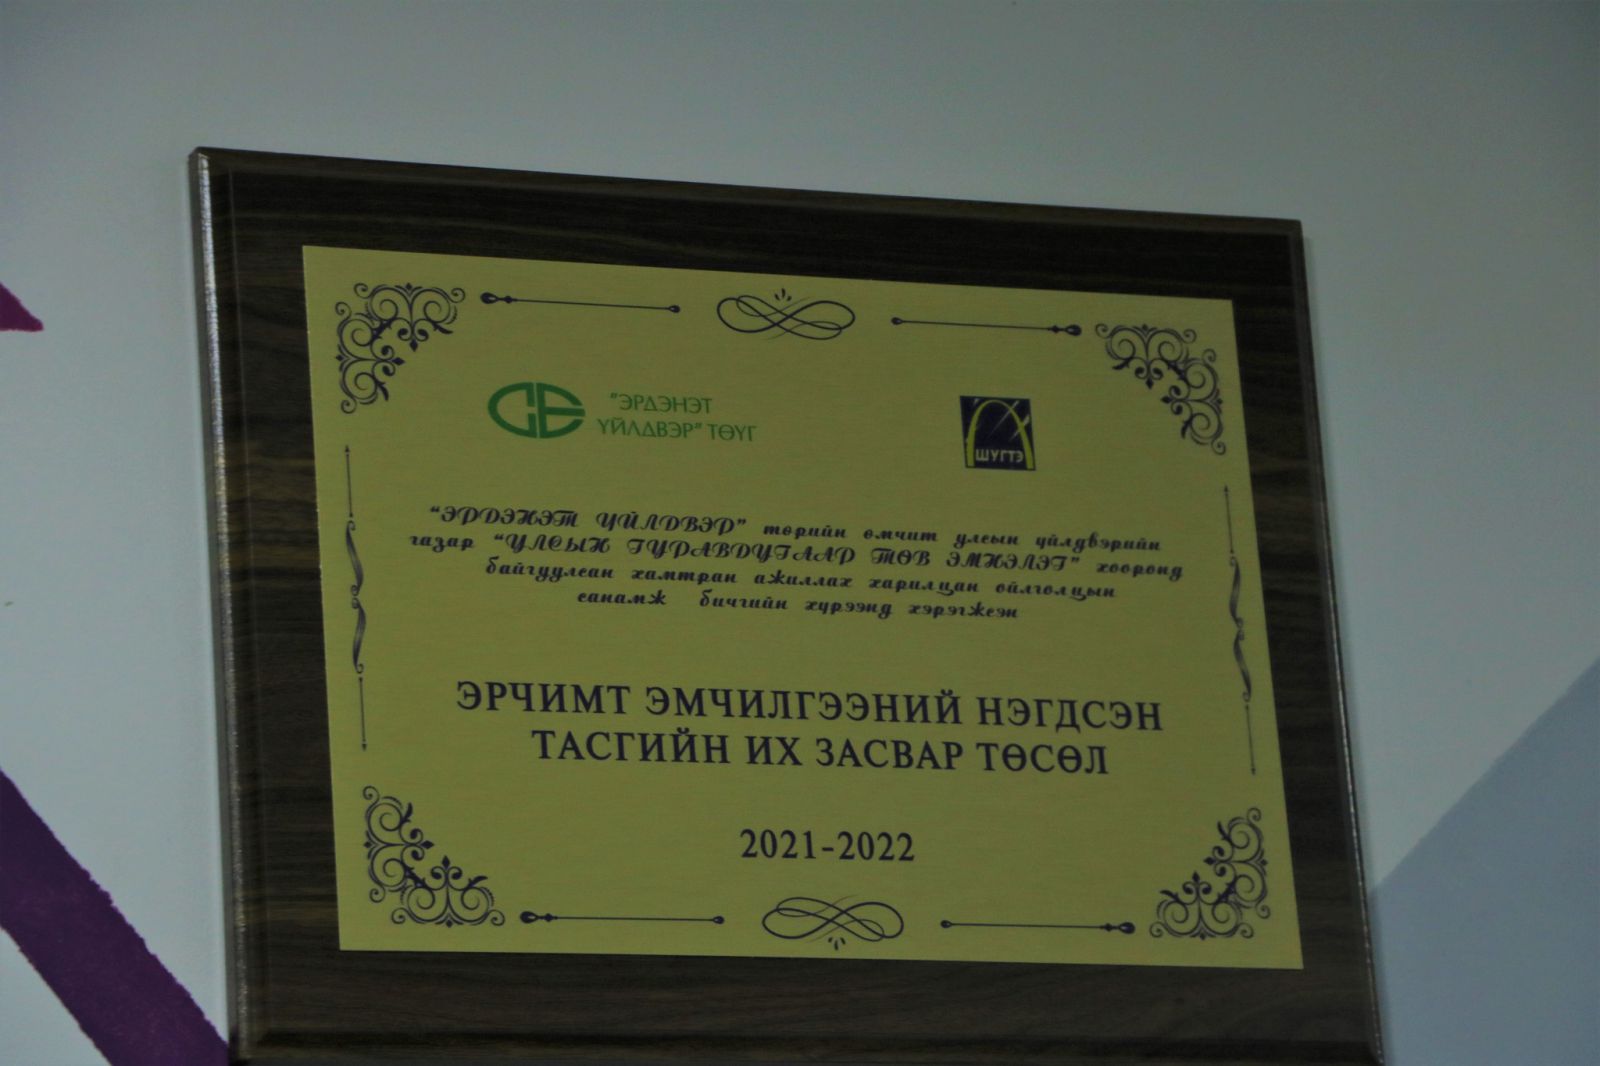 "ЭРДЭНЭТ
ҮЙЛДВЭР" ТӨҮГ
ШУГТЭ
"ЭРДЭНЭТ ҮЙЛДВЭР" төрийн өмчит улсын үйлдвэрийн
газар "УЛСЫН ГУРАВДУГААР ТӨВ ЭМНЭЛЭГ" хооронд
байгуулсан хамтран ажиллах харилцан ойлголцын
санамж бичгийн хүрээнд хэрэгжсэн
ЭРЧИМТ ЭМЧИЛГЭЭНИЙ НЭГДСЭН
ТАСГИЙН ИХ ЗАСВАР ТӨСӨЛ
2021-2022